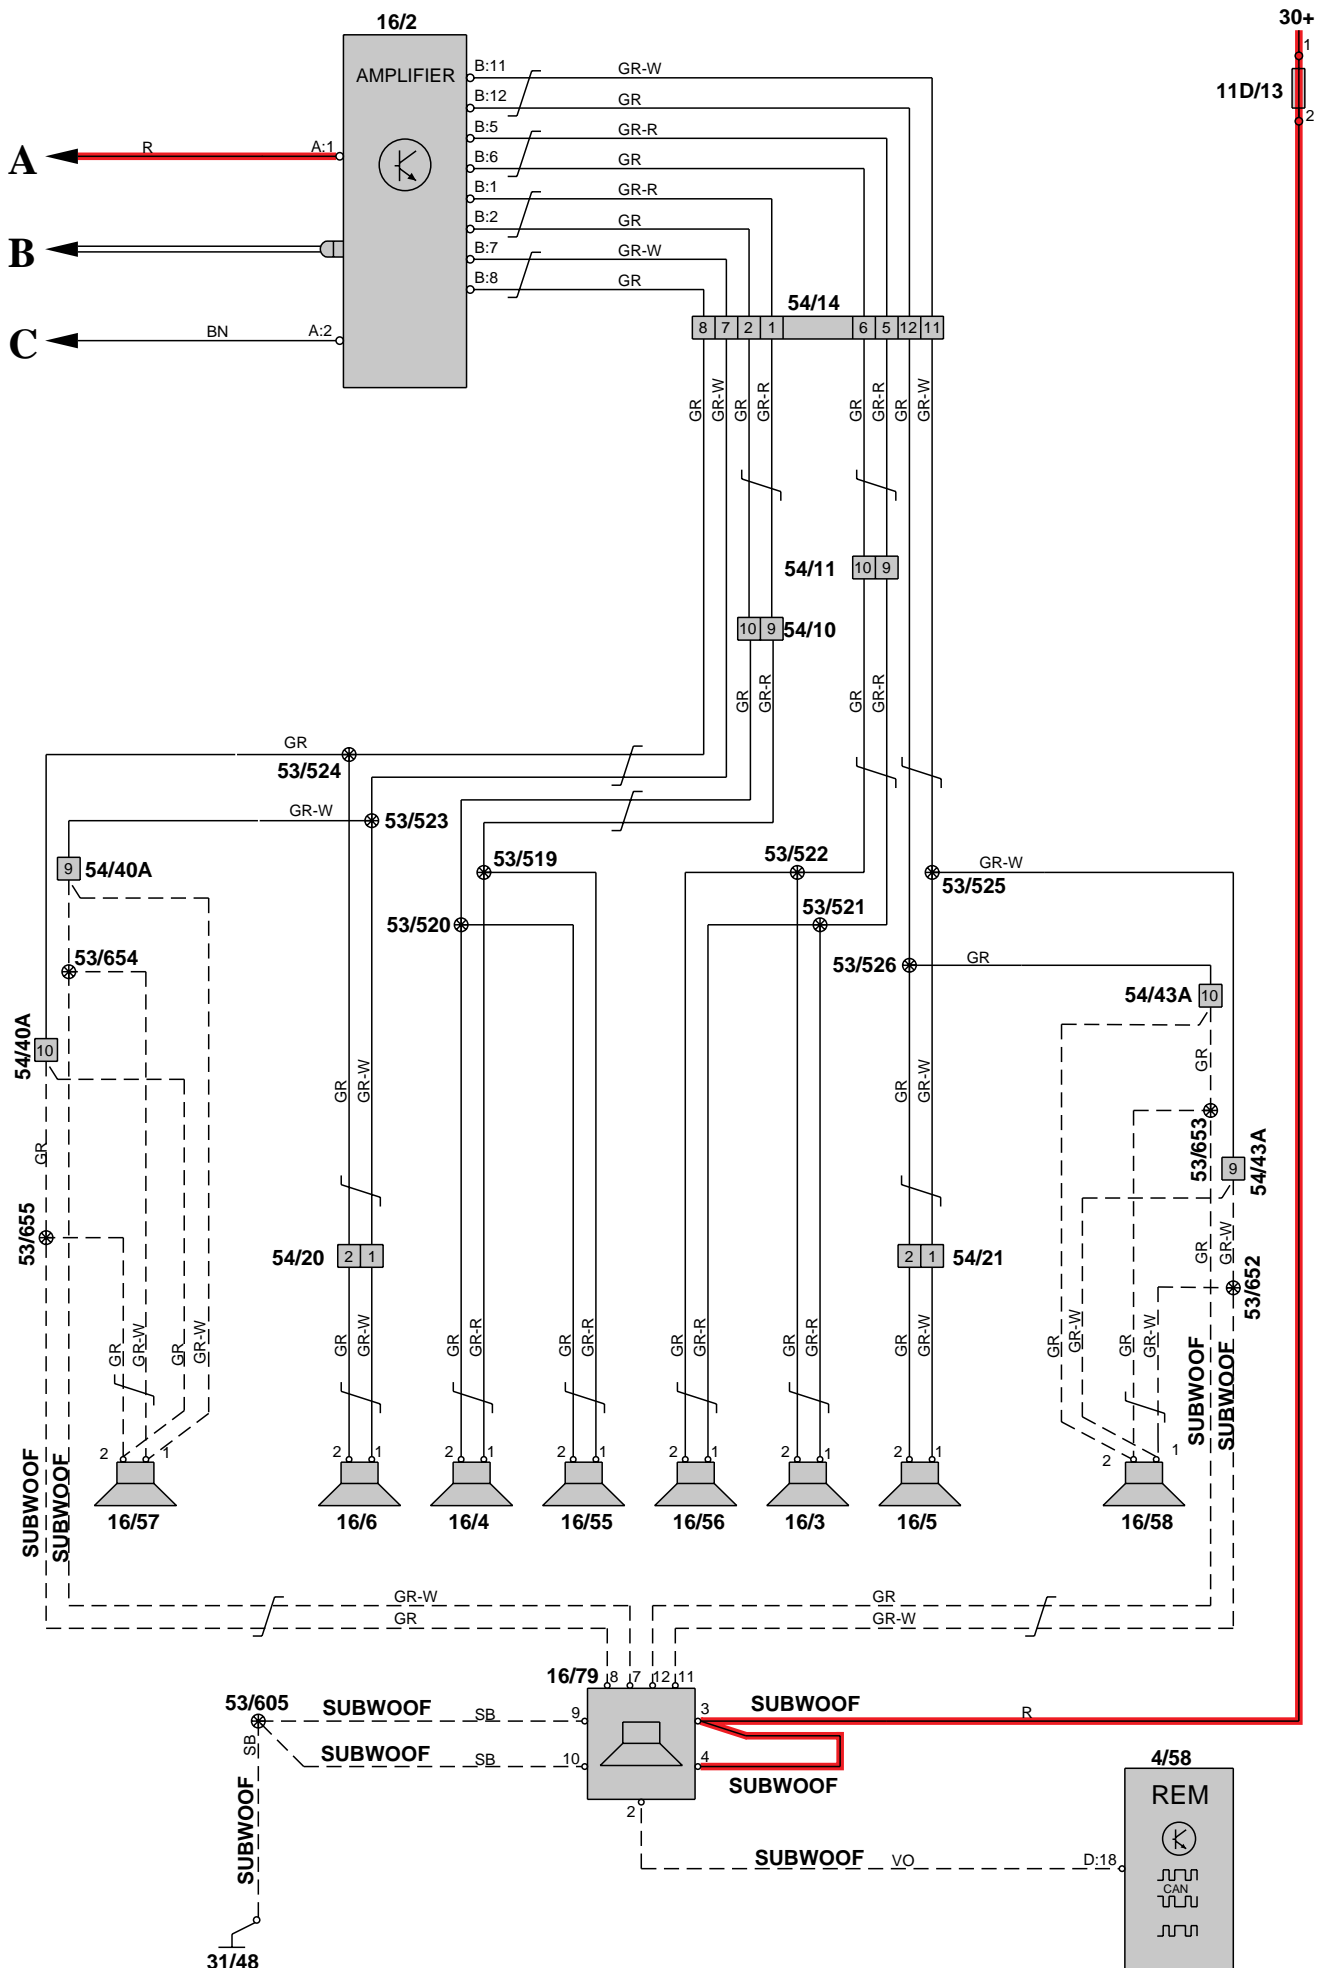 16/2
30+
AMPLIFIER
1
11D/13
2
B:11 GR-W
B:12 GR
B:5 GR-R
B:6 GR
B:1 GR-R
B:2 GR
B:7 GR-W
B:8 GR
A R A:1
B
C BN A:2
54/14
8 7 2 1 6 5 12 11
GR GR-W GR GR-R GR GR-R GR GR-W
54/11 10 9
10 9 54/10
GR GR-R GR GR-R
GR
53/524
GR-W
53/523
9 54/40A
53/519
53/522
GR-W
53/525
53/520
53/521
53/654
53/526
GR
54/43A 10
54/40A
10
GR GR-W GR GR-W GR
53/653
54/43A
9
GR
53/655
54/20 2 1
2 1 54/21
GR GR-W
53/652
GR GR-W GR GR-W
GR GR-W
GR GR-R
GR GR-R
GR GR-R
GR GR-R
GR GR-W
GR GR-W GR GR-W
SUBWOOF
SUBWOOF
SUBWOOF
SUBWOOF
2 1 2 1 2 1 2 1 2 1 2 1 2 1 2 1
16/57 16/6 16/4 16/55 16/56 16/3 16/5 16/58
GR-W GR
GR GR-W
16/79 8 7 12 11
53/605 SUBWOOF SB 9
3 SUBWOOF R
SB
SUBWOOF SB 10
4
SUBWOOF
4/58
REM
SUBWOOF
2
SUBWOOF VO D:18
CAN
31/48